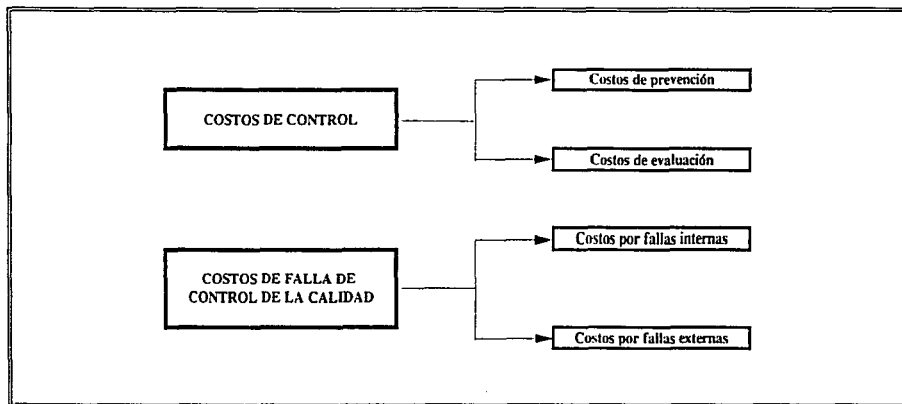 Costos de prevención
COSTOS DE CONTROL
Costos de evaluación
Costos por fallas internas
COSTOS DE FALLA DE
CONTROL DE LA CALIDAD
Costos por fallas externas